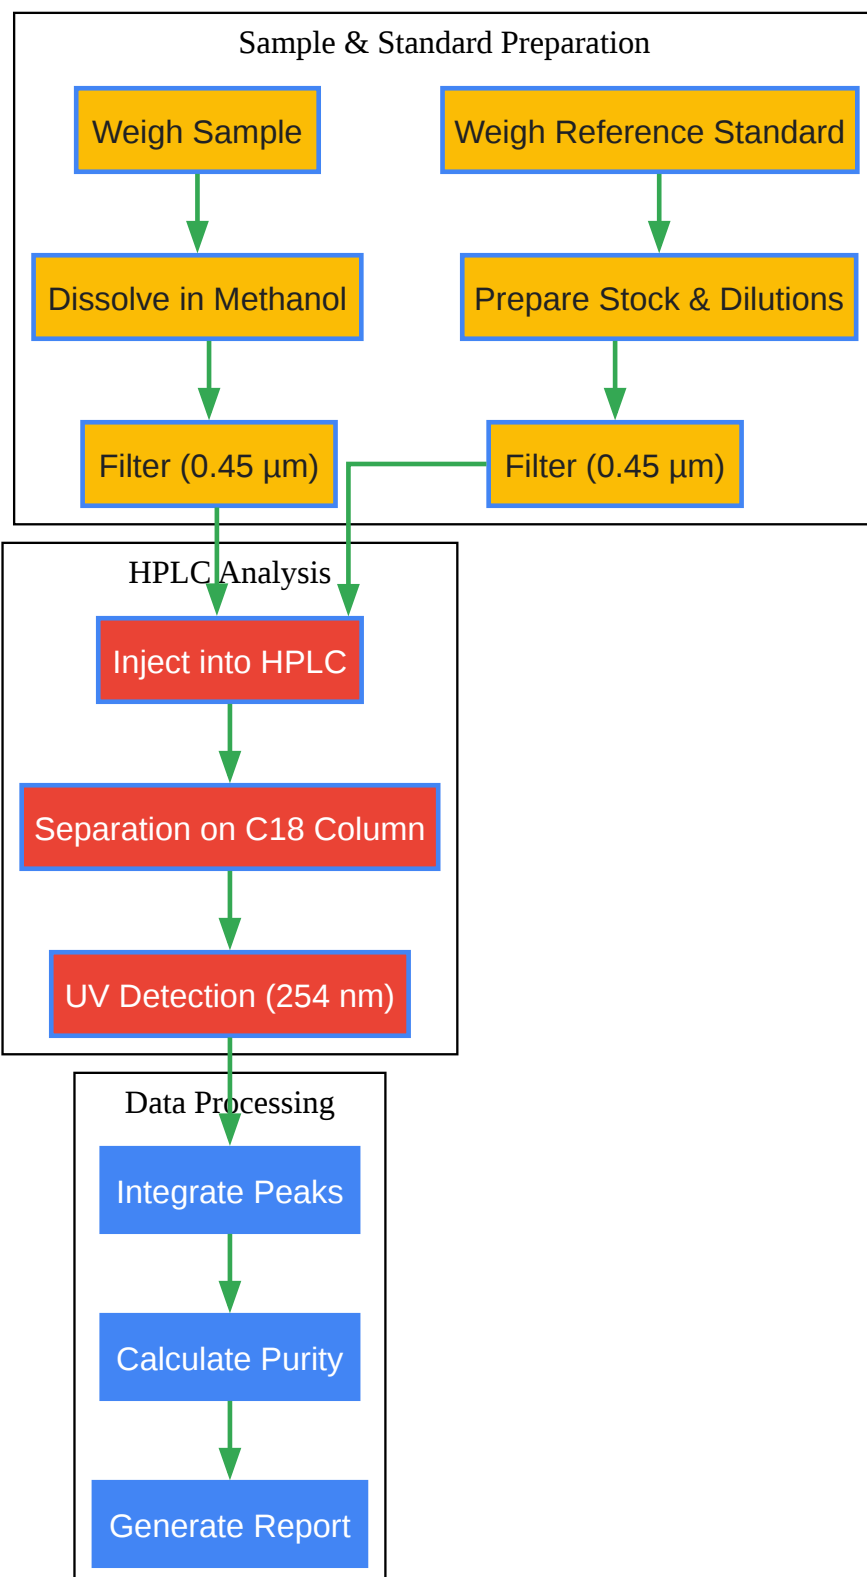 Sample & Standard Preparation
Weigh Sample
Weigh Reference Standard
Dissolve in Methanol
Prepare Stock & Dilutions
Filter (0.45 µm)
Filter (0.45 µm)
HPLC Analysis
Inject into HPLC
Separation on C18 Column
UV Detection (254 nm)
Data Processing
Integrate Peaks
Calculate Purity
Generate Report